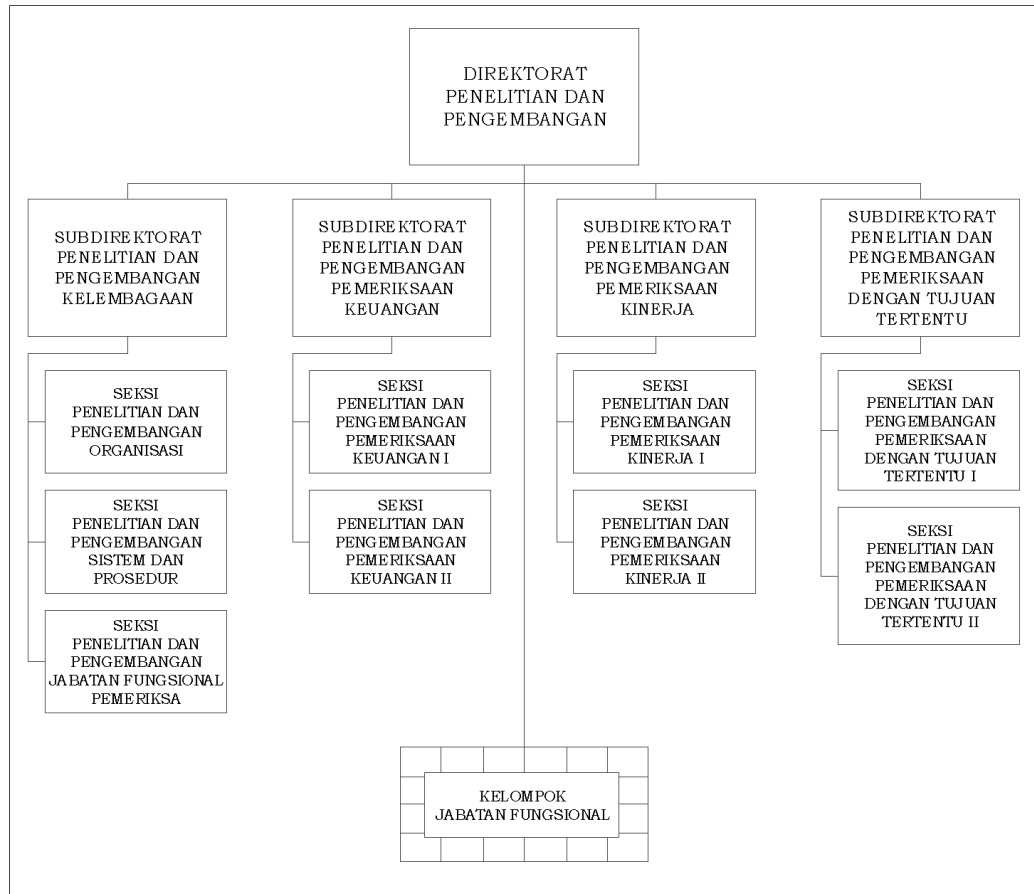 DIREKTORAT
PENELITIAN DAN
PENGEMBANGAN
SUBDIREKTORAT
PENELITIAN DAN
PENGEMBANGAN
KELEMBAGAAN
SUBDIREKTORAT
PENELITIAN DAN
PENGEMBANGAN
PEMERIKSAAN
KEUANGAN
SUBDIREKTORAT
PENELITIAN DAN
PENGEMBANGAN
PEMERIKSAAN
KINERJA
SUBDIREKTORAT
PENELITIAN DAN
PENGEMBANGAN
PEMERIKSAAN
DENGAN TUJUAN
TERTENTU
SEKSI
PENELITIAN DAN
PENGEMBANGAN
ORGANISASI
SEKSI
PENELITIAN DAN
PENGEMBANGAN
PEMERIKSAAN
KEUANGAN I
SEKSI
PENELITIAN DAN
PENGEMBANGAN
PEMERIKSAAN
KINERJA I
SEKSI
PENELITIAN DAN
PENGEMBANGAN
PEMERIKSAAN
DENGAN TUJUAN
TERTENTU I
SEKSI
PENELITIAN DAN
PENGEMBANGAN
SISTEM DAN
PROSEDUR
SEKSI
PENELITIAN DAN
PENGEMBANGAN
PEMERIKSAAN
KEUANGAN II
SEKSI
PENELITIAN DAN
PENGEMBANGAN
PEMERIKSAAN
KINERJA II
SEKSI
PENELITIAN DAN
PENGEMBANGAN
PEMERIKSAAN
DENGAN TUJUAN
TERTENTU II
SEKSI
PENELITIAN DAN
PENGEMBANGAN
JABATAN FUNGSIONAL
PEMERIKSA
KELOMPOK
JABATAN FUNGSIONAL